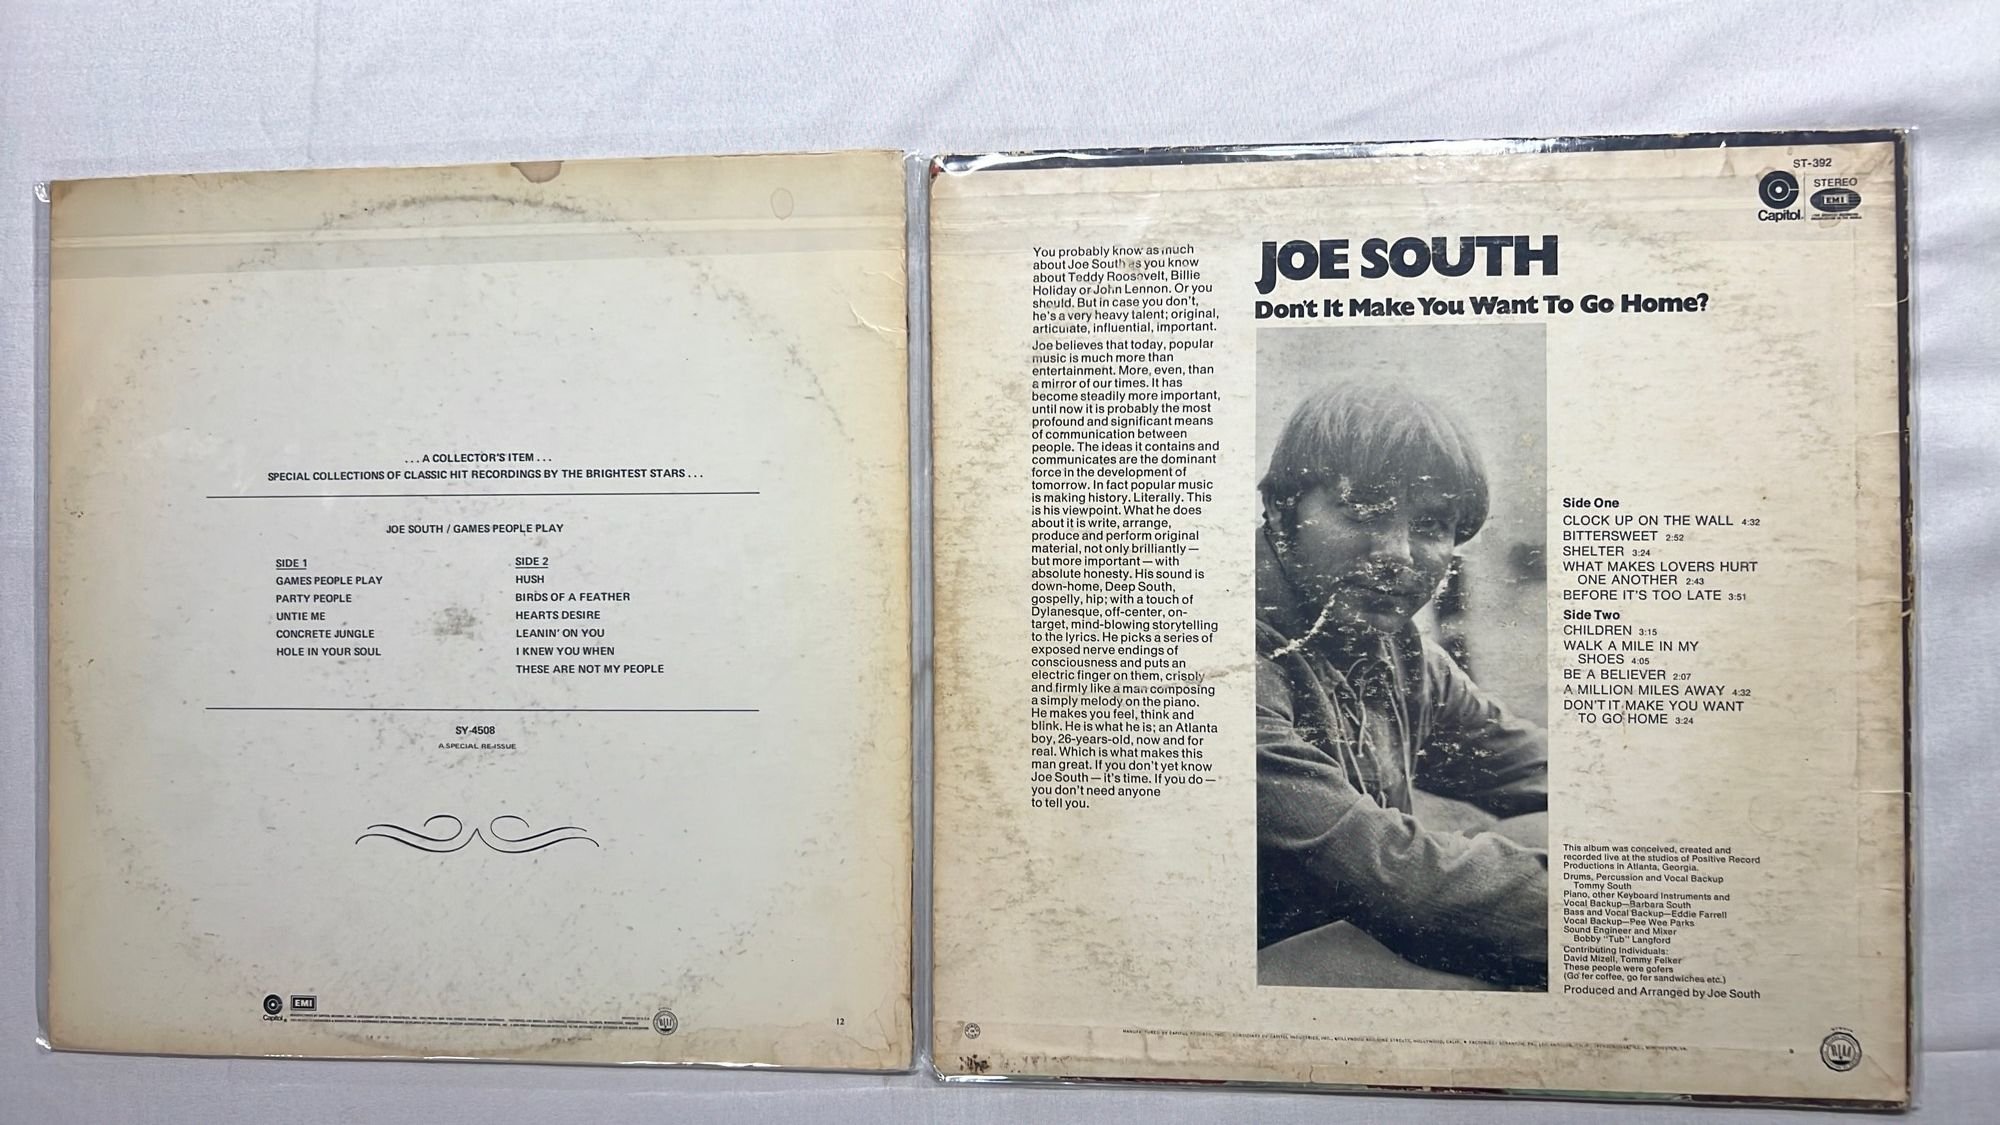 . . . A COLLECTOR'S ITEM . . .
SPECIAL COLLECTIONS OF CLASSIC HIT RECORDINGS BY THE BRIGHTEST STARS . . .
JOE SOUTH / GAMES PEOPLE PLAY
SIDE 1
GAMES PEOPLE PLAY
PARTY PEOPLE
UNTIE ME
CONCRETE JUNGLE
HOLE IN YOUR SOUL
SIDE 2
HUSH
BIRDS OF A FEATHER
HEARTS DESIRE
LEANIN' ON YOU
I KNEW YOU WHEN
THESE ARE NOT MY PEOPLE
SY-4508
A SPECIAL RE-ISSUE
Capitol
EMI
12
ST-392
Capitol
STEREO
EMI
JOE SOUTH
Don't It Make You Want To Go Home?
You probably know as much
about Joe South as you know
about Teddy Roosevelt, Billie
Holiday or John Lennon. Or you
should. But in case you don't,
he's a very heavy talent; original,
articulate, influential, important.
Joe believes that today, popular
music is much more than
entertainment. More, even, than
a mirror of our times. It has
become steadily more important,
until now it is probably the most
profound and significant means
of communication between
people. The ideas it contains and
communicates are the dominant
force in the development of
tomorrow. In fact popular music
is making history. Literally. This
is his viewpoint. What he does
about it is write, arrange,
produce and perform original
material, not only brilliantly —
but more important — with
absolute honesty. His sound is
down-home, Deep South,
gospelly, hip; with a touch of
Dylanesque, off-center, on-
target, mind-blowing storytelling
to the lyrics. He picks a series of
exposed nerve endings of
consciousness and puts an
electric finger on them, crisply
and firmly like a man composing
a simply melody on the piano.
He makes you feel, think and
blink. He is what he is; an Atlanta
boy, 26-years-old, now and for
real. Which is what makes this
man great. If you don't yet know
Joe South — it's time. If you do —
you don't need anyone
to tell you.
Side One
CLOCK UP ON THE WALL 4:32
BITTERSWEET 2:52
SHELTER 3:24
WHAT MAKES LOVERS HURT
ONE ANOTHER 2:43
BEFORE IT'S TOO LATE 3:51
Side Two
CHILDREN 3:15
WALK A MILE IN MY
SHOES 4:05
BE A BELIEVER 2:07
A MILLION MILES AWAY 4:32
DON'T IT MAKE YOU WANT
TO GO HOME 3:24
This album was conceived, created and
recorded live at the studios of Positive Record
Productions in Atlanta, Georgia.
Drums, Percussion and Vocal Backup
Tommy South
Piano, other Keyboard Instruments and
Vocal Backup—Barbara South
Bass and Vocal Backup—Eddie Farrell
Vocal Backup—Pee Wee Parks
Sound Engineer and Mixer
Bobby "Tub" Langford
Contributing Individuals:
David Mizell, Tommy Felker
These people were gofers
(Go fer coffee, go fer sandwiches etc.)
Produced and Arranged by Joe South